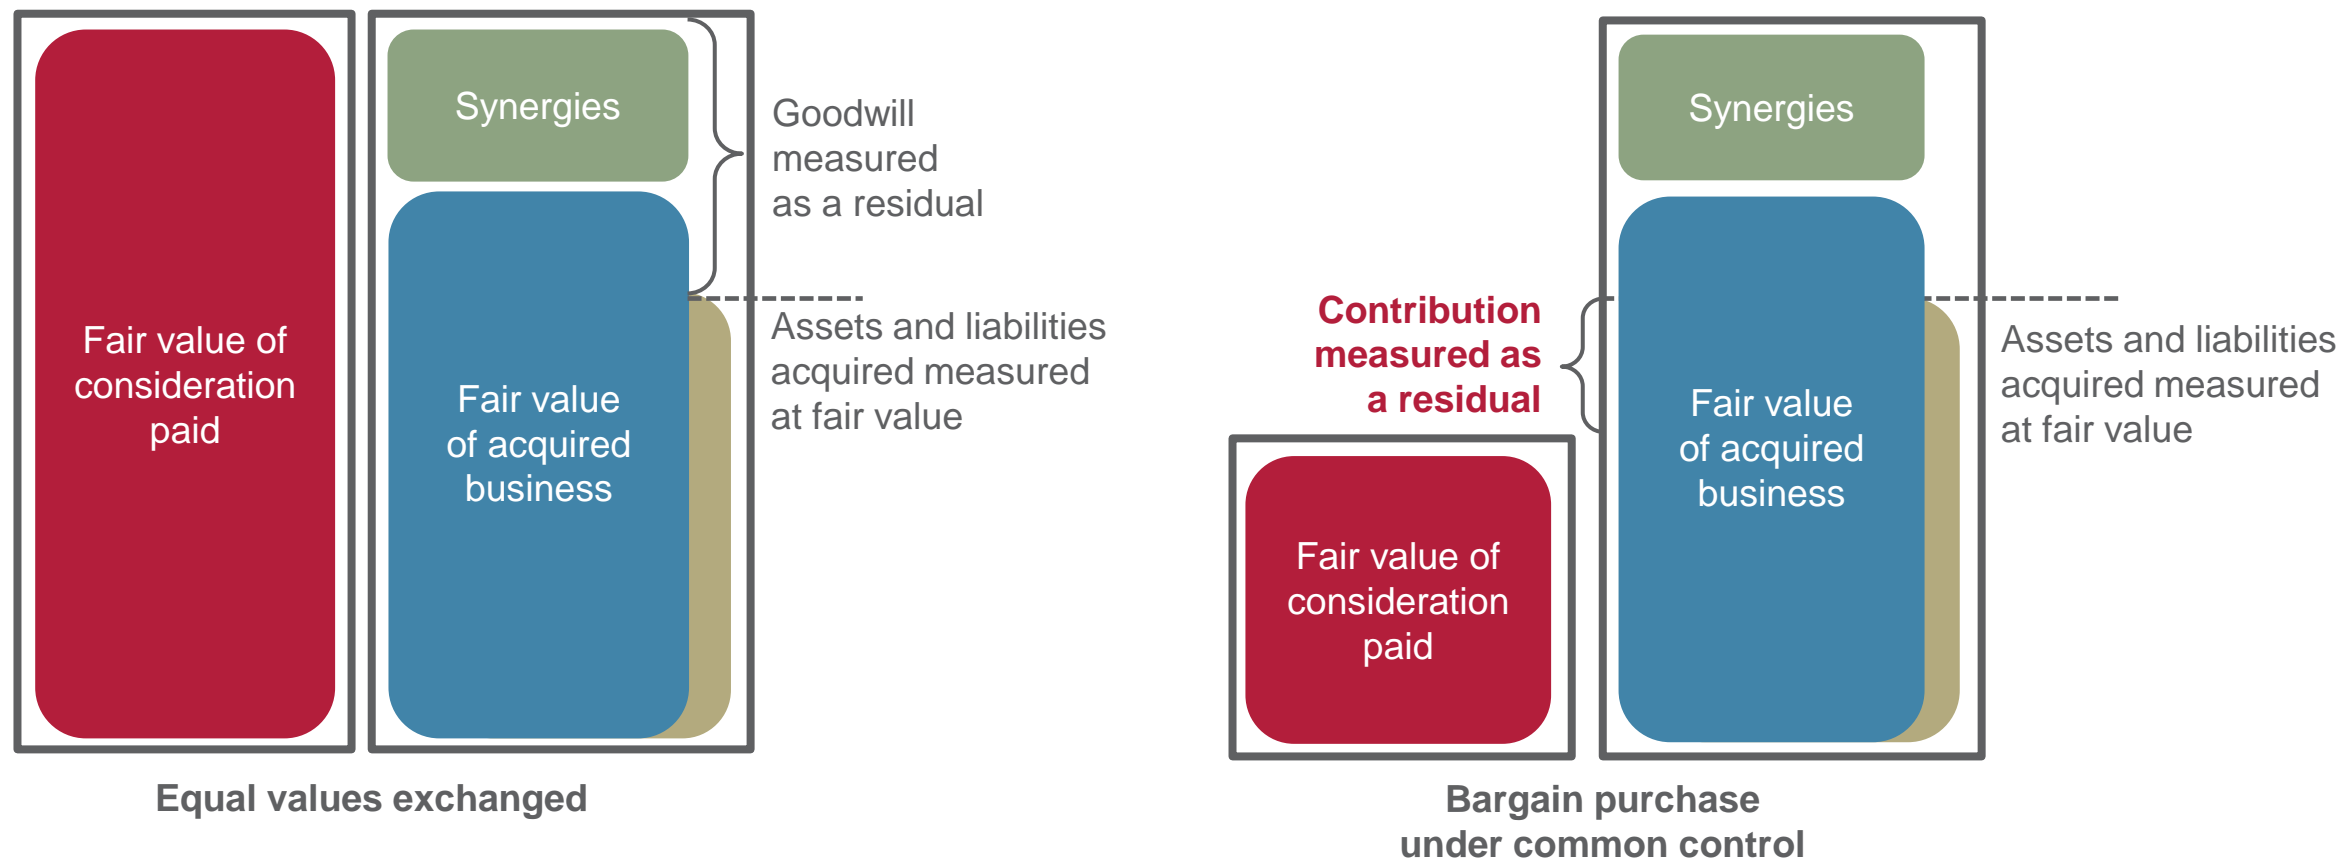 Fair value of
consideration
paid
Synergies
Fair value
of acquired
business
Goodwill
measured
as a residual
Assets and liabilities
acquired measured
at fair value
Equal values exchanged
Contribution
measured as
a residual
Fair value of
consideration
paid
Synergies
Fair value
of acquired
business
Assets and liabilities
acquired measured
at fair value
Bargain purchase
under common control